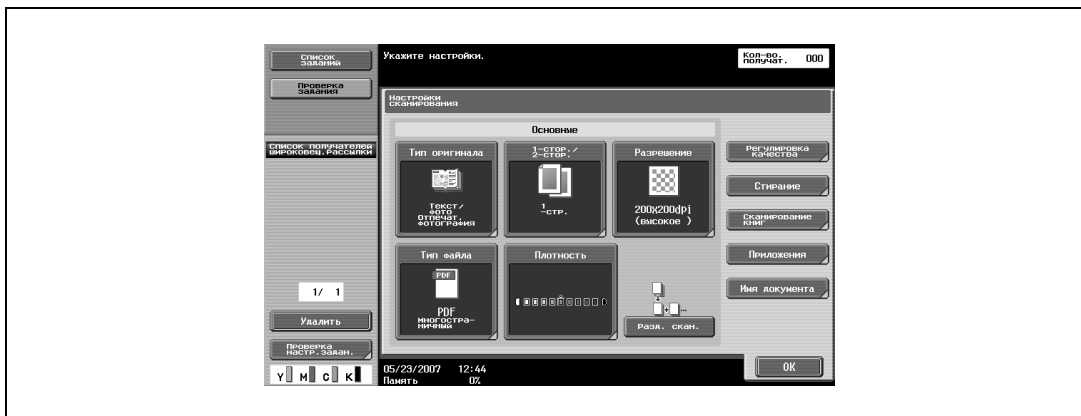 Список
заданий
Проверка
задания
Список получателей
широковещ.рассылки
1/ 1
Удалить
Проверка
настр.задан.
Y M C K
Укажите настройки.
Кол-во.
получат. 000
Настройки
сканирования
Основные
Тип оригинала
Текст/
Фото
Отпечат.
фотография
1-стор./
2-стор.
1
-стр.
Разрешение
200X200dpi
(высокое )
Тип файла
PDF
PDF
многостра-
ничный
Плотность
Разд. скан.
Регулировка
качества
Стирание
Сканирование
книг
Приложения
Имя документа
05/23/2007 12:44
Память 0%
OK